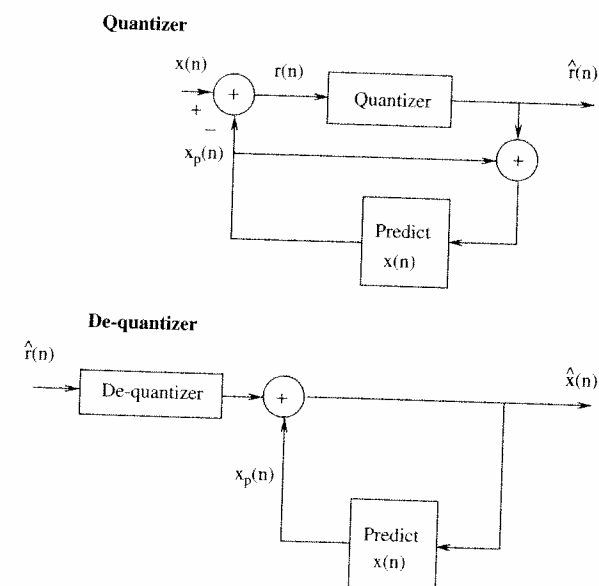 Quantizer
x(n)
r(n)
r̂(n)
+
+
Quantizer
−
x_p(n)
+
Predict
x(n)
De-quantizer
r̂(n)
De-quantizer
+
x̂(n)
x_p(n)
Predict
x(n)